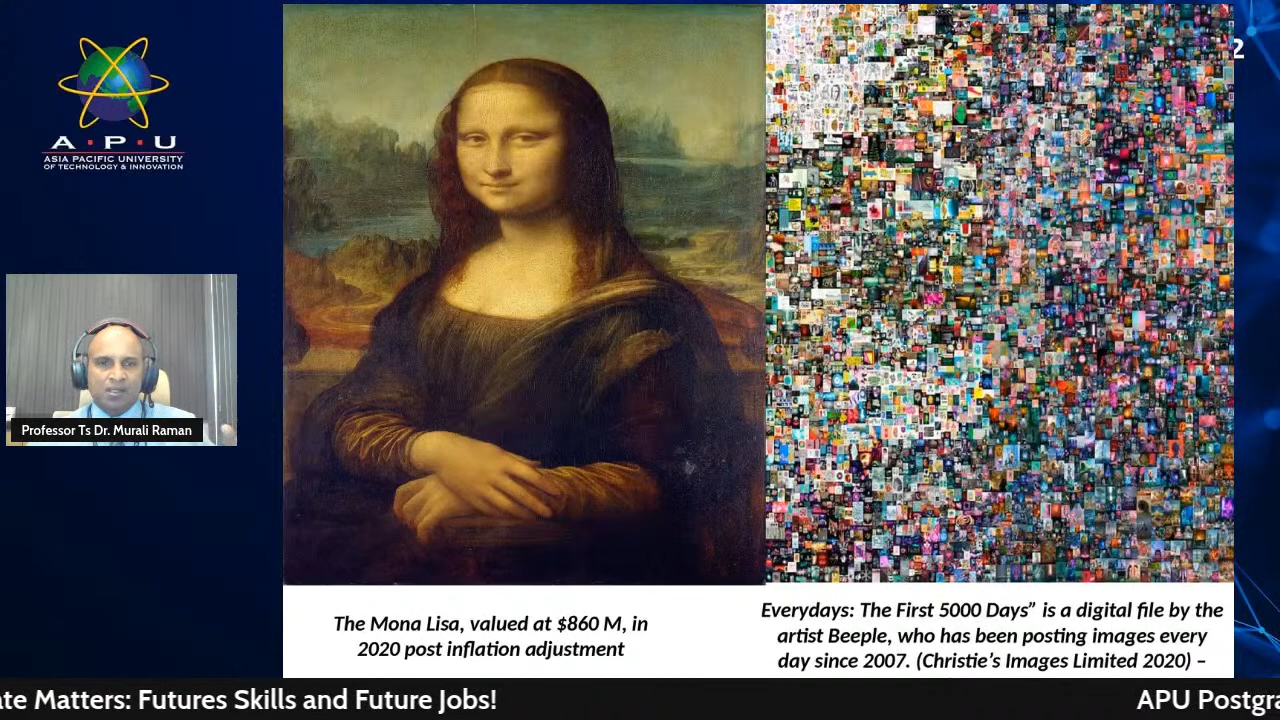 A·P·U
ASIA PACIFIC UNIVERSITY
OF TECHNOLOGY & INNOVATION
2
Professor Ts Dr. Murali Raman
The Mona Lisa, valued at $860 M, in
2020 post inflation adjustment
Everydays: The First 5000 Days” is a digital file by the
artist Beeple, who has been posting images every
day since 2007. (Christie’s Images Limited 2020) –
ate Matters: Futures Skills and Future Jobs!
APU Postgra